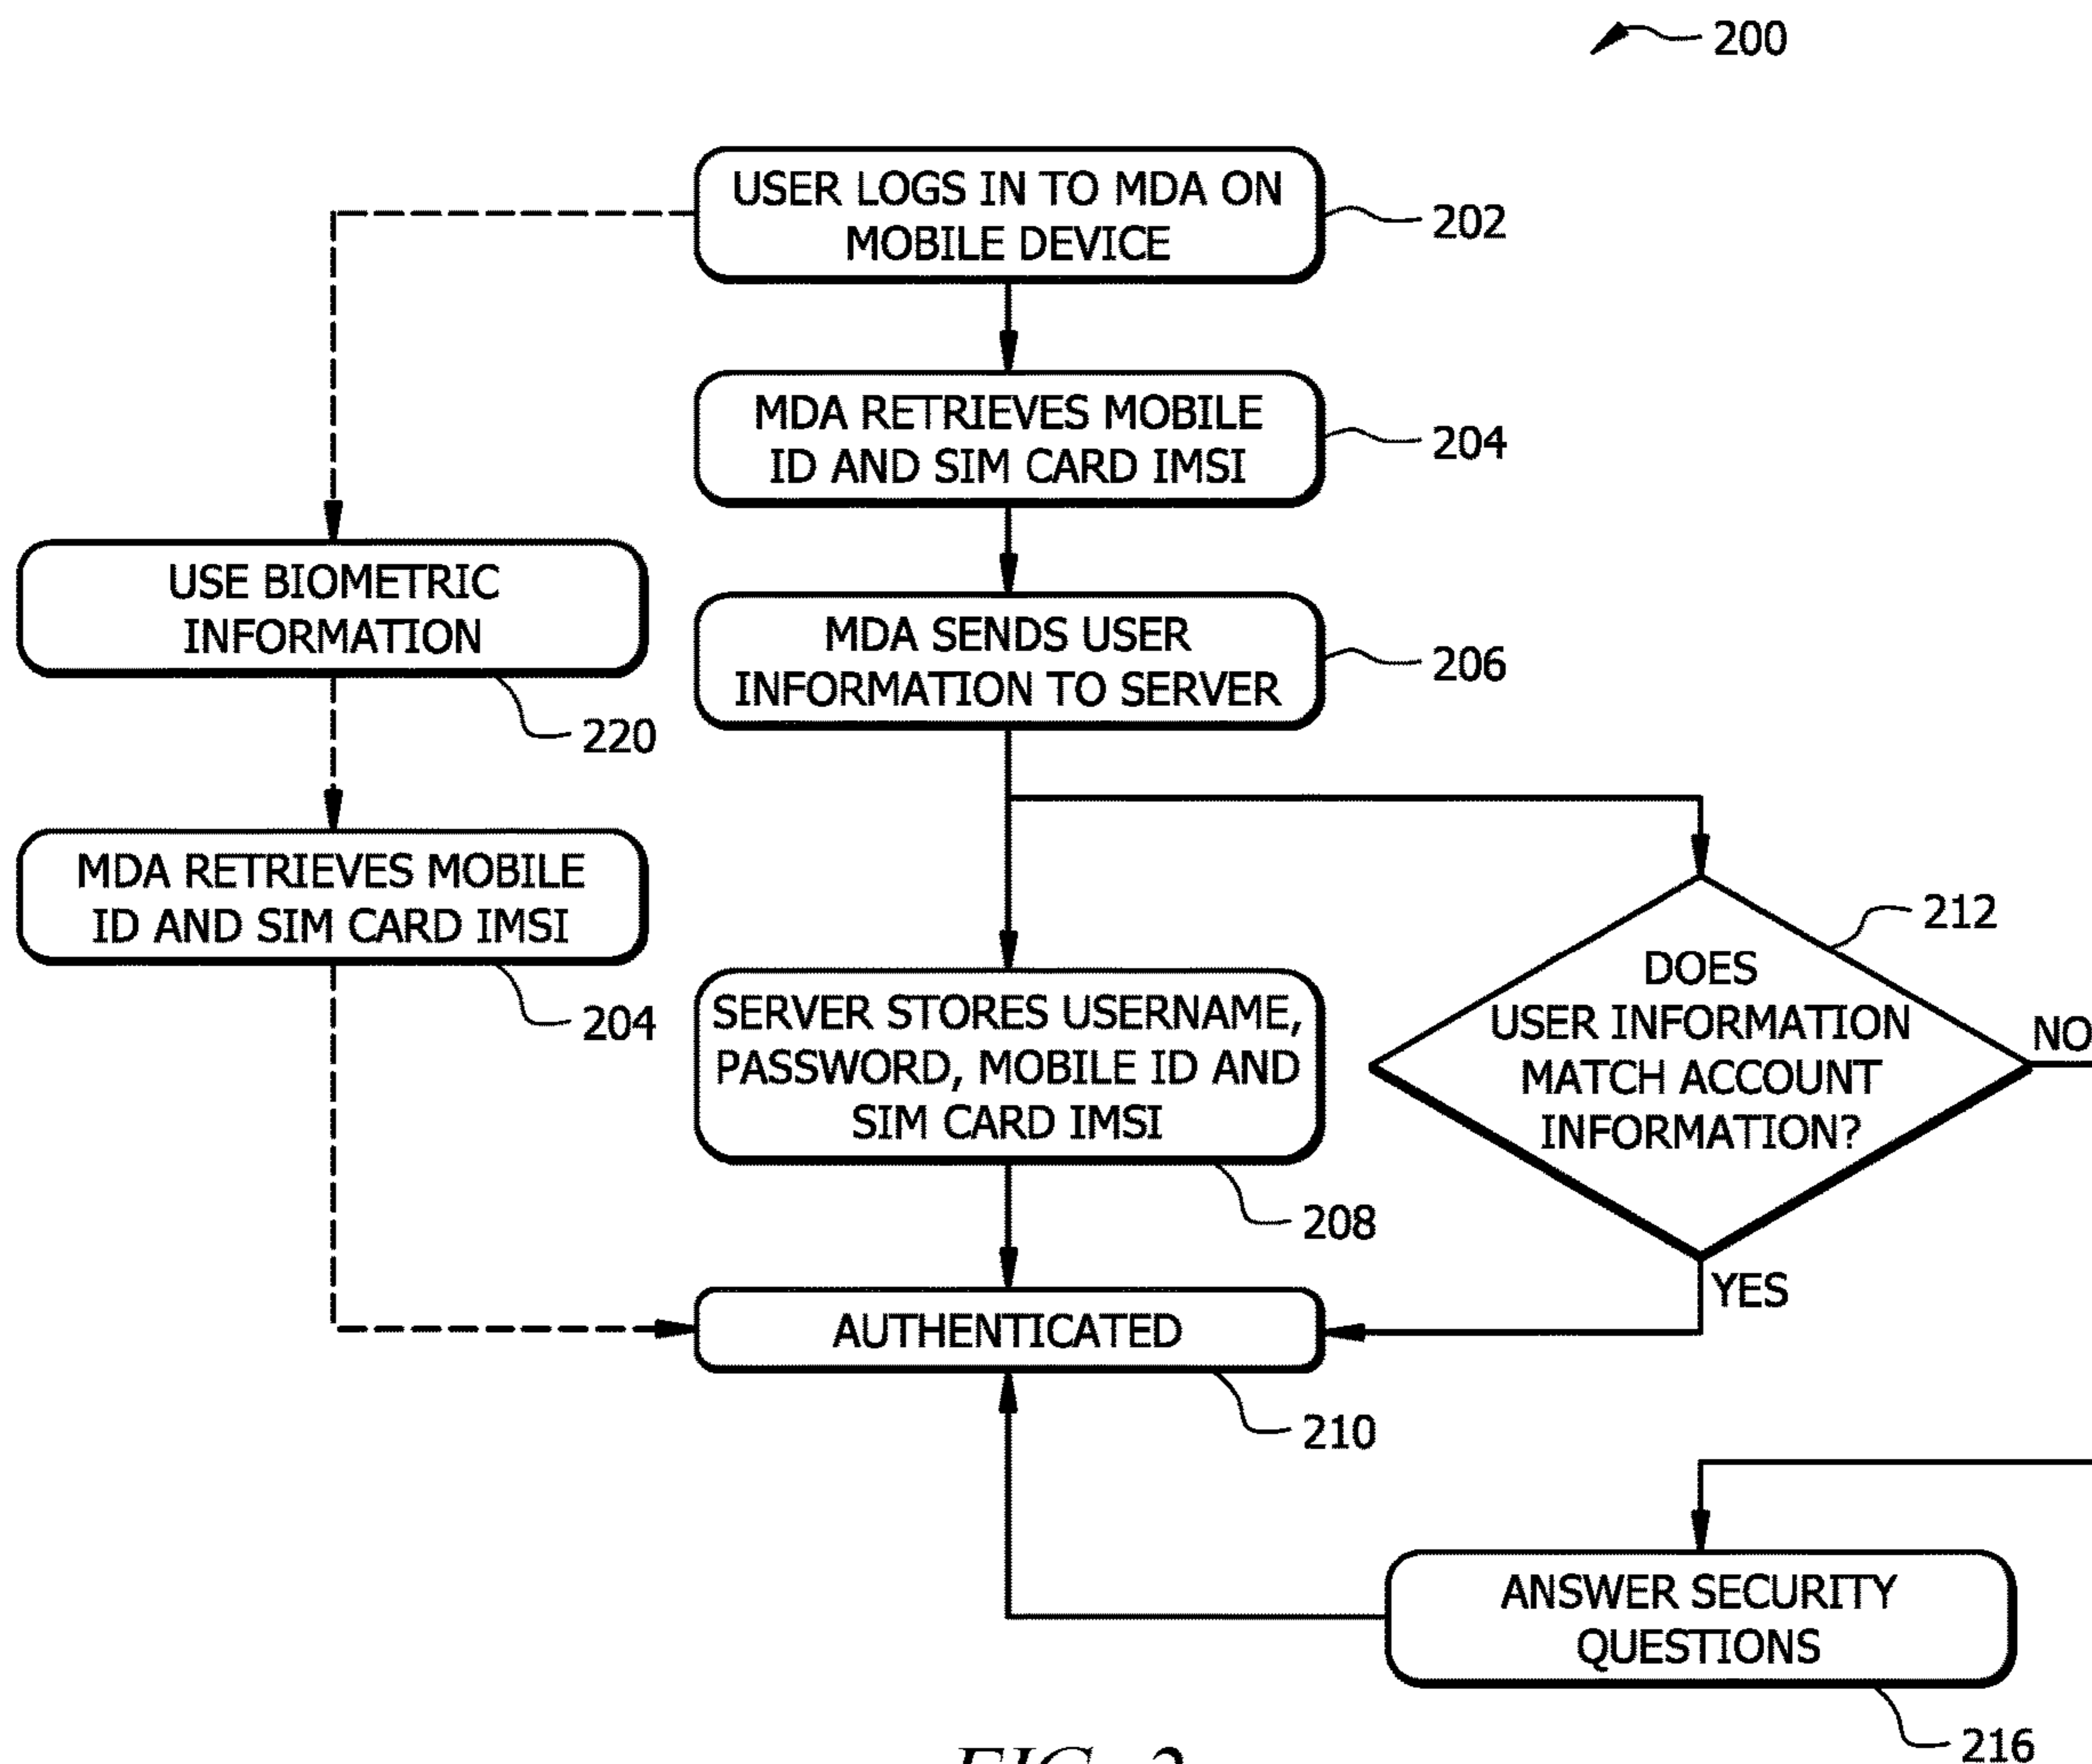 200
USER LOGS IN TO MDA ON
MOBILE DEVICE
202
MDA RETRIEVES MOBILE
ID AND SIM CARD IMSI
204
USE BIOMETRIC
INFORMATION
220
MDA SENDS USER
INFORMATION TO SERVER
206
MDA RETRIEVES MOBILE
ID AND SIM CARD IMSI
204
SERVER STORES USERNAME,
PASSWORD, MOBILE ID AND
SIM CARD IMSI
208
212
DOES
USER INFORMATION
MATCH ACCOUNT
INFORMATION?
NO
YES
AUTHENTICATED
210
ANSWER SECURITY
QUESTIONS
216
FIG. 2